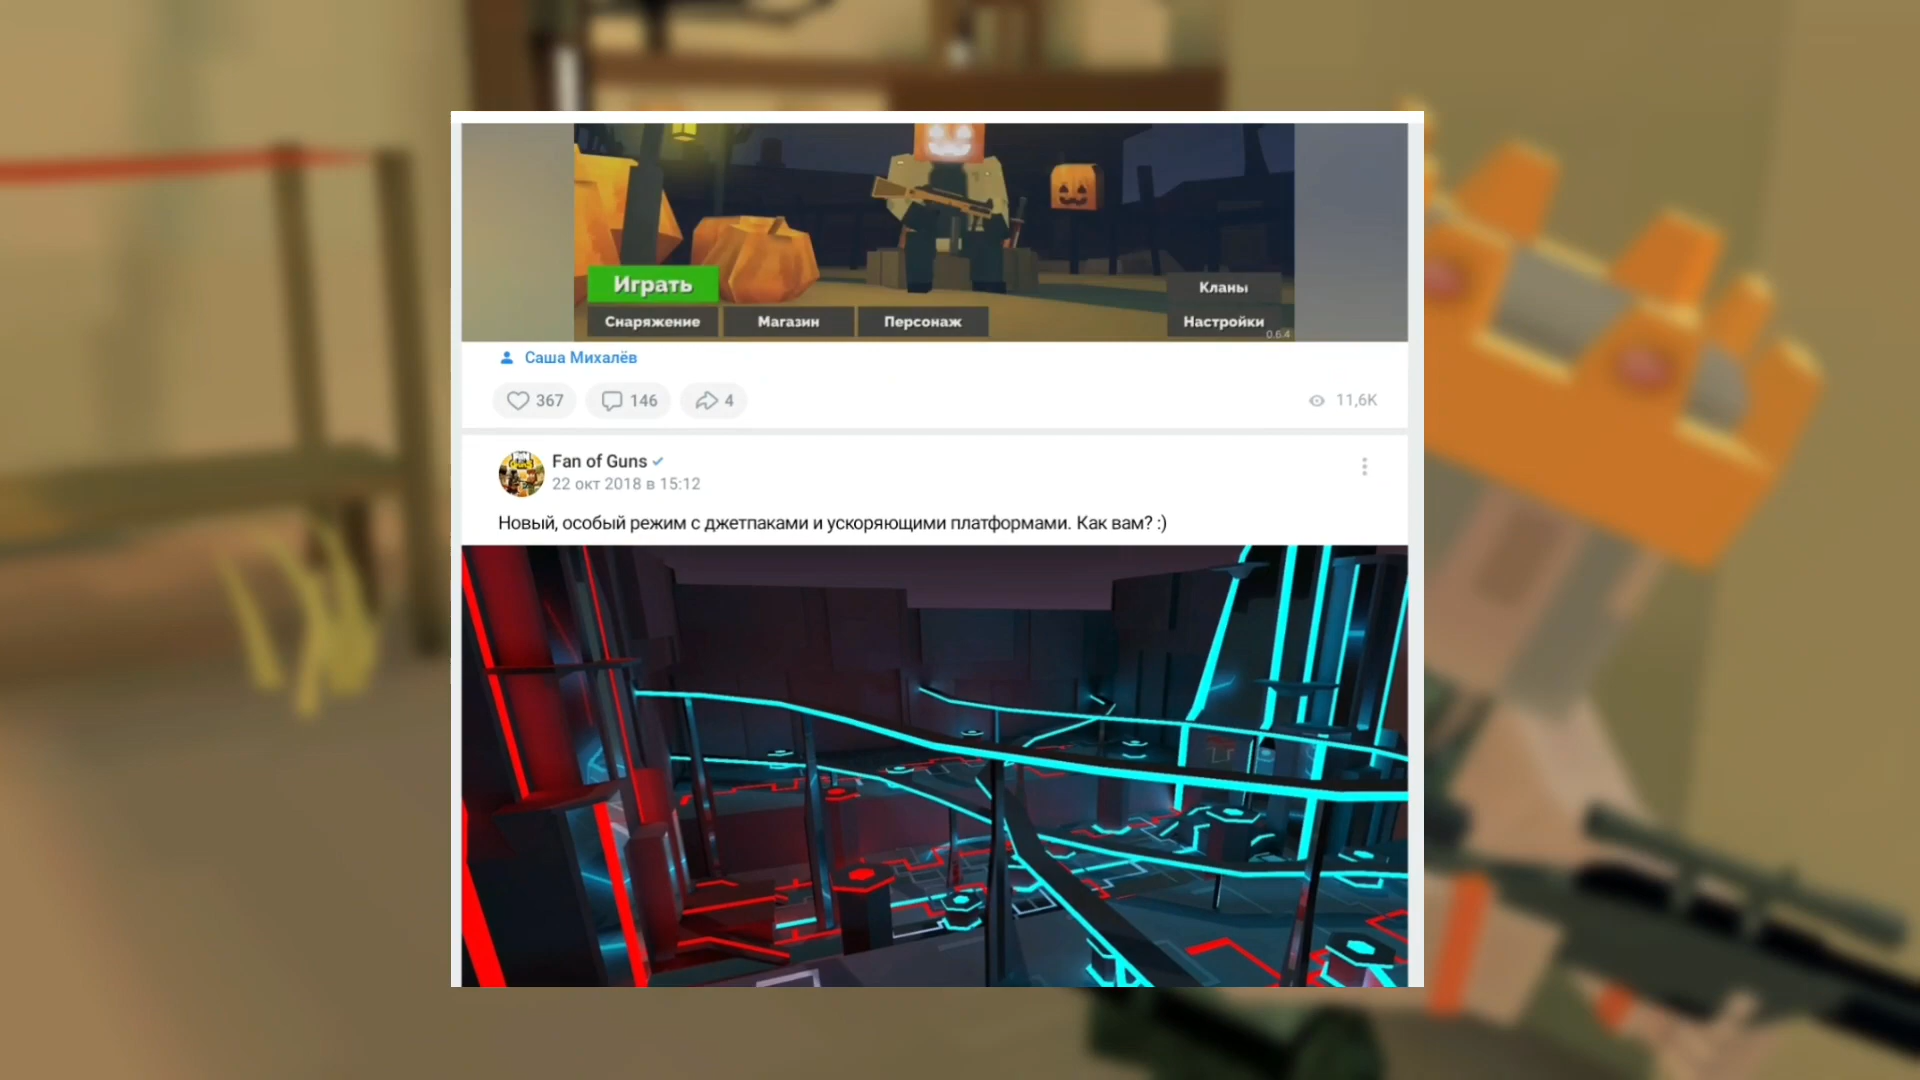 Играть
Кланы
Снаряжение
Магазин
Персонаж
Настройки
0.6.4
Саша Михалёв
367
146
4
11,6K
Fan of Guns
22 окт 2018 в 15:12
Новый, особый режим с джетпаками и ускоряющими платформами. Как вам? :)